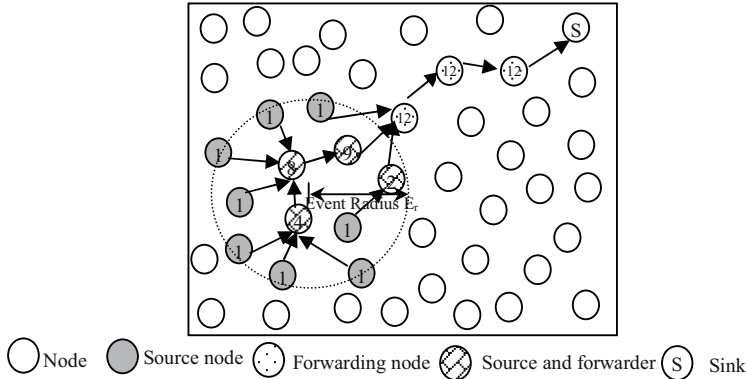 S
12 12
1 1 12
1 8 9
2
1 Event Radius Er
4 1
1 1 1
Node Source node Forwarding node Source and forwarder S Sink